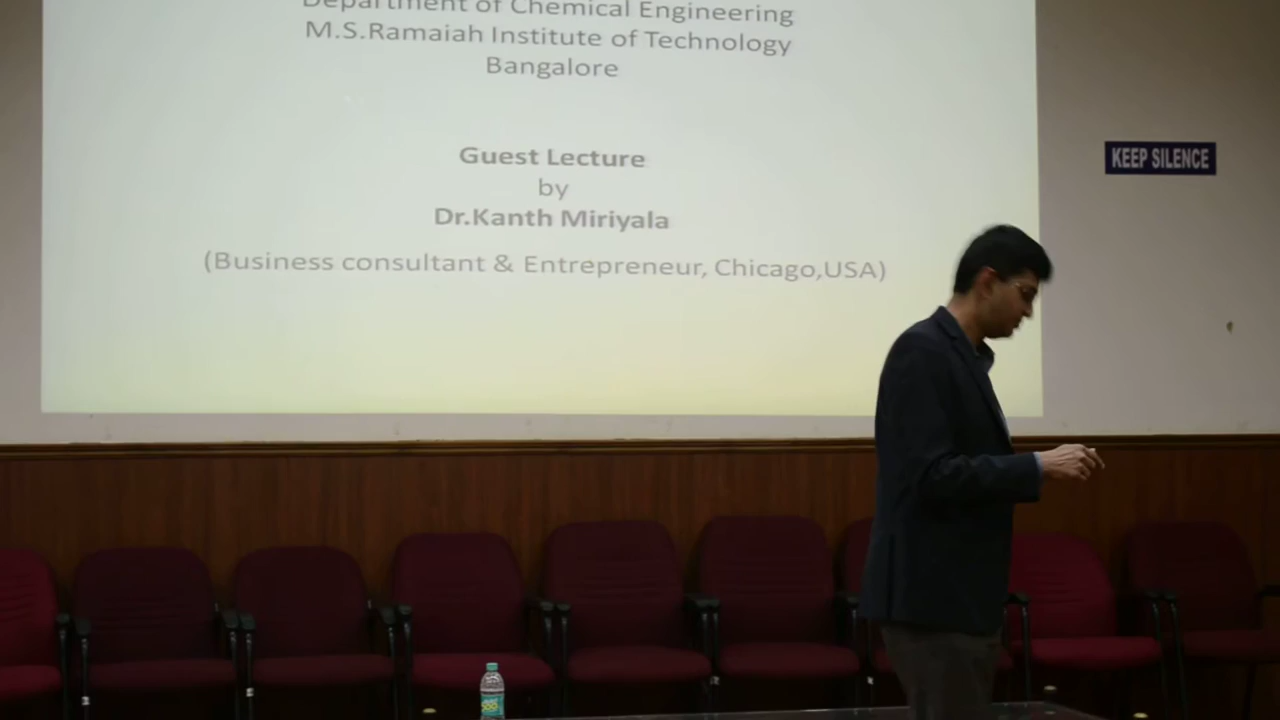 Department of Chemical Engineering
M.S.Ramaiah Institute of Technology
Bangalore
Guest Lecture
by
Dr.Kanth Miriyala
(Business consultant & Entrepreneur, Chicago,USA)
KEEP SILENCE